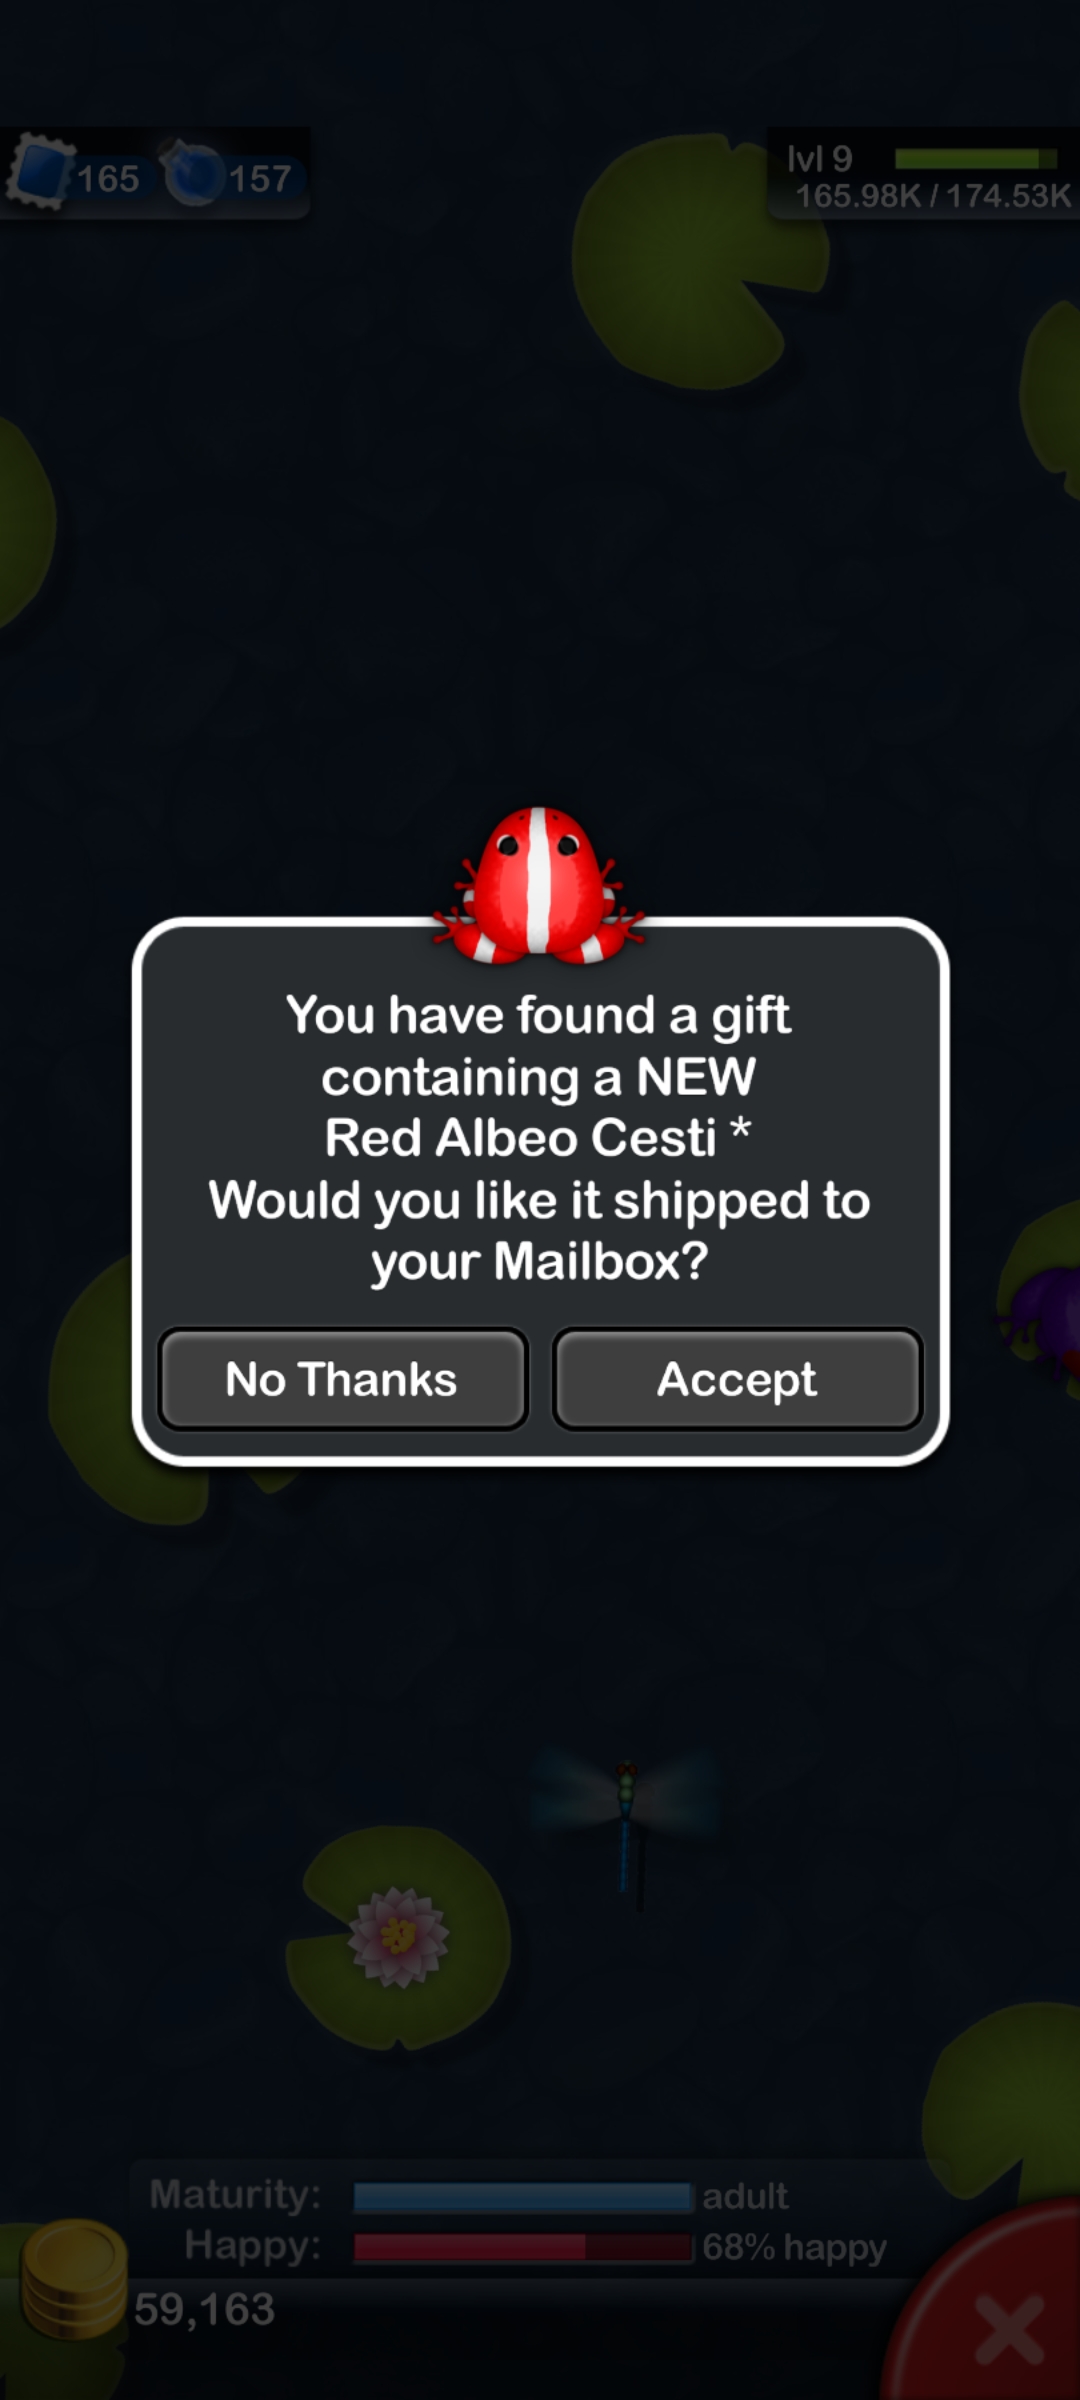 165 157
lvl 9
165.98K / 174.53K
You have found a gift
containing a NEW
Red Albeo Cesti *
Would you like it shipped to
your Mailbox?
No Thanks Accept
Maturity: adult
Happy: 68% happy
59,163